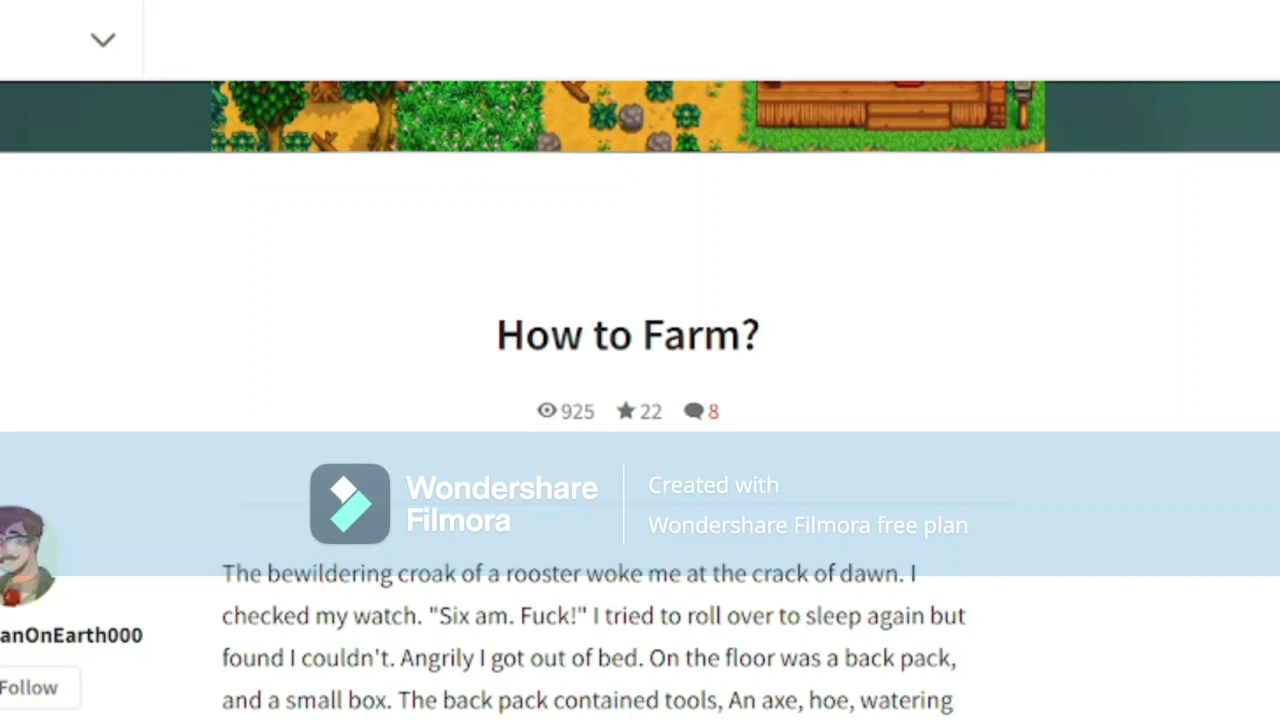 How to Farm?
925 22 8
Wondershare
Filmora
Created with
Wondershare Filmora free plan
The bewildering croak of a rooster woke me at the crack of dawn. I
checked my watch. "Six am. Fuck!" I tried to roll over to sleep again but
anOnEarth000
found I couldn't. Angrily I got out of bed. On the floor was a back pack,
Follow
and a small box. The back pack contained tools, An axe, hoe, watering